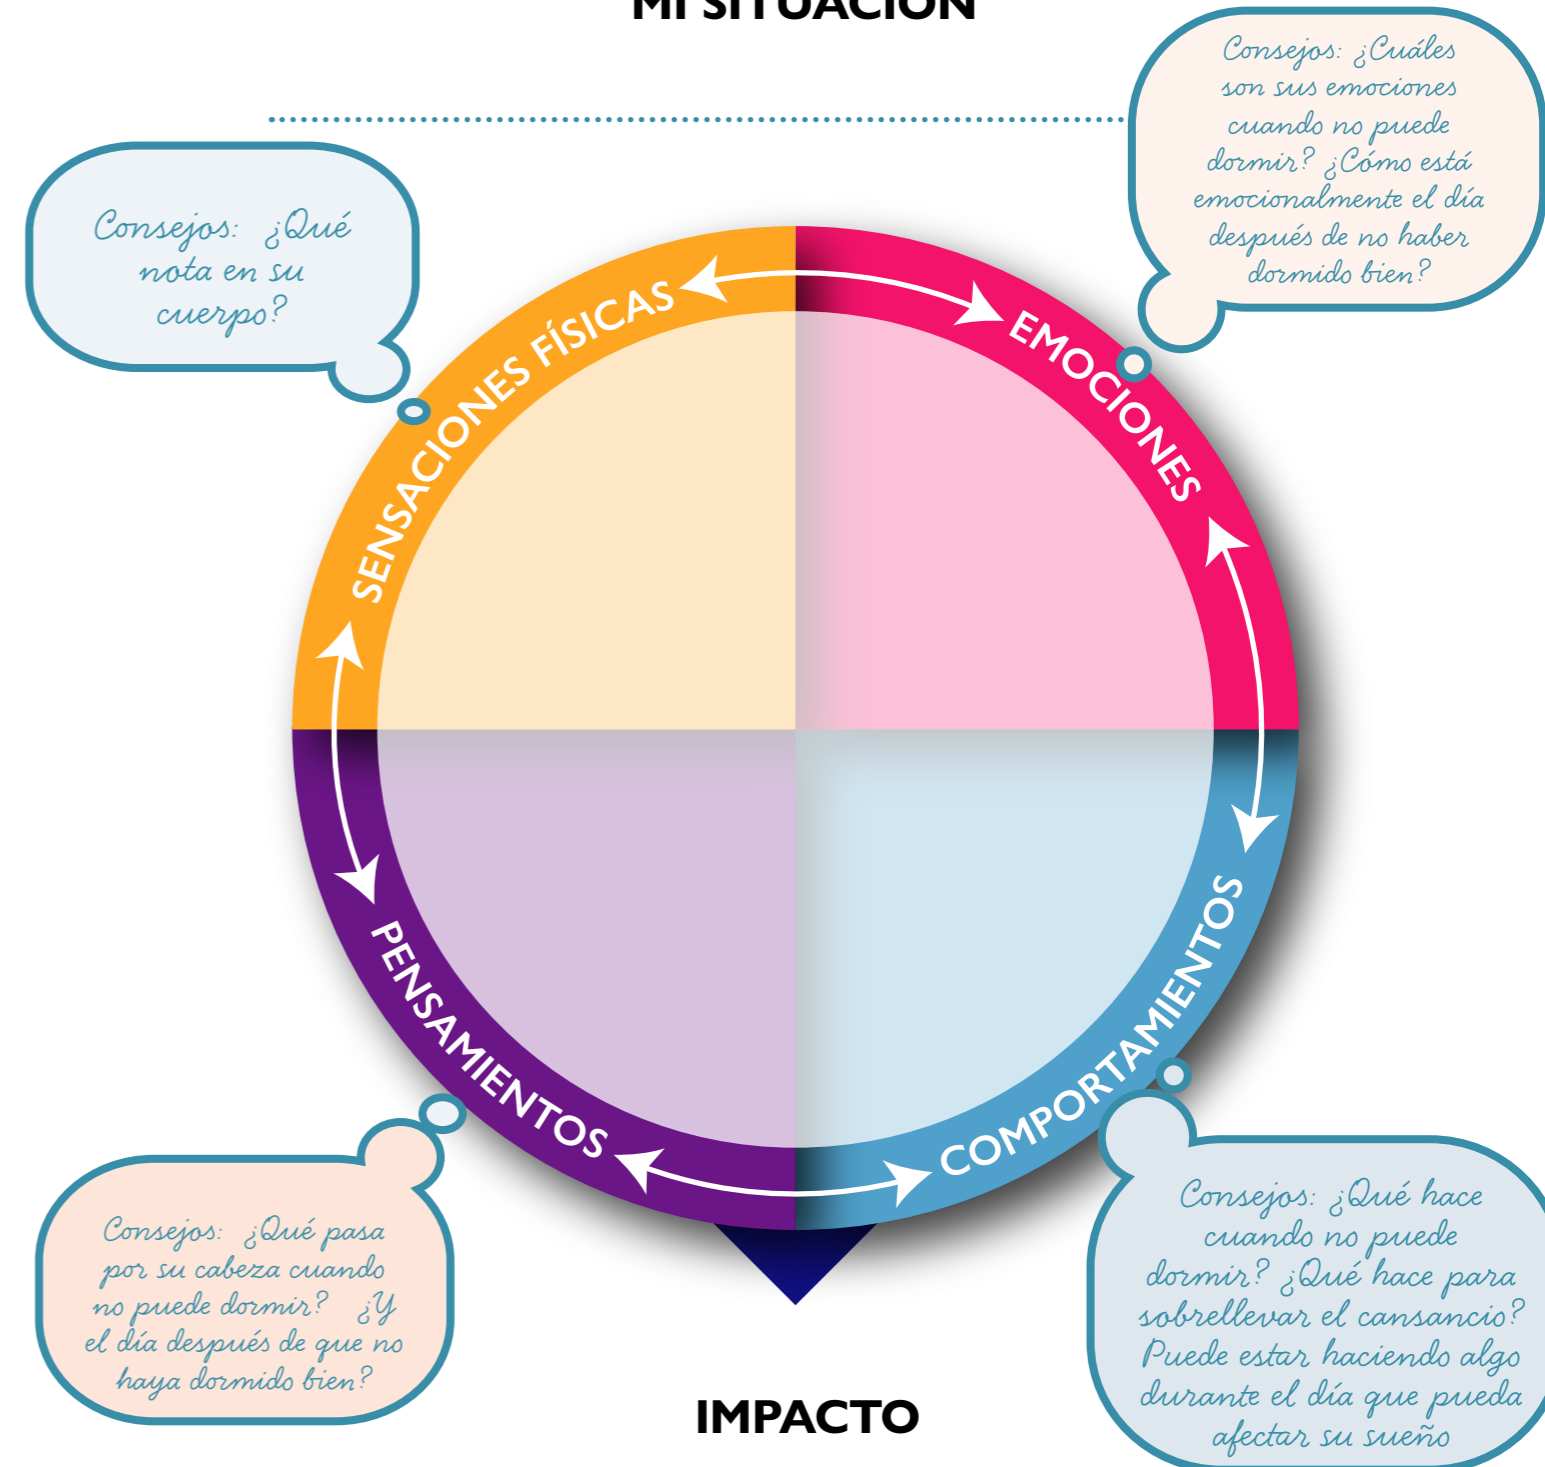 MI SITUACIÓN
Consejos: ¿Cuáles
son sus emociones
cuando no puede
dormir? ¿Cómo está
emocionalmente el día
después de no haber
dormido bien?
Consejos: ¿Qué
nota en su
cuerpo?
SENSACIONES FÍSICAS
EMOCIONES
PENSAMIENTOS
COMPORTAMIENTOS
Consejos: ¿Qué pasa
por su cabeza cuando
no puede dormir? ¿Y
el día después de que no
haya dormido bien?
Consejos: ¿Qué hace
cuando no puede
dormir? ¿Qué hace para
sobrellevar el cansancio?
Puede estar haciendo algo
durante el día que pueda
afectar su sueño
IMPACTO